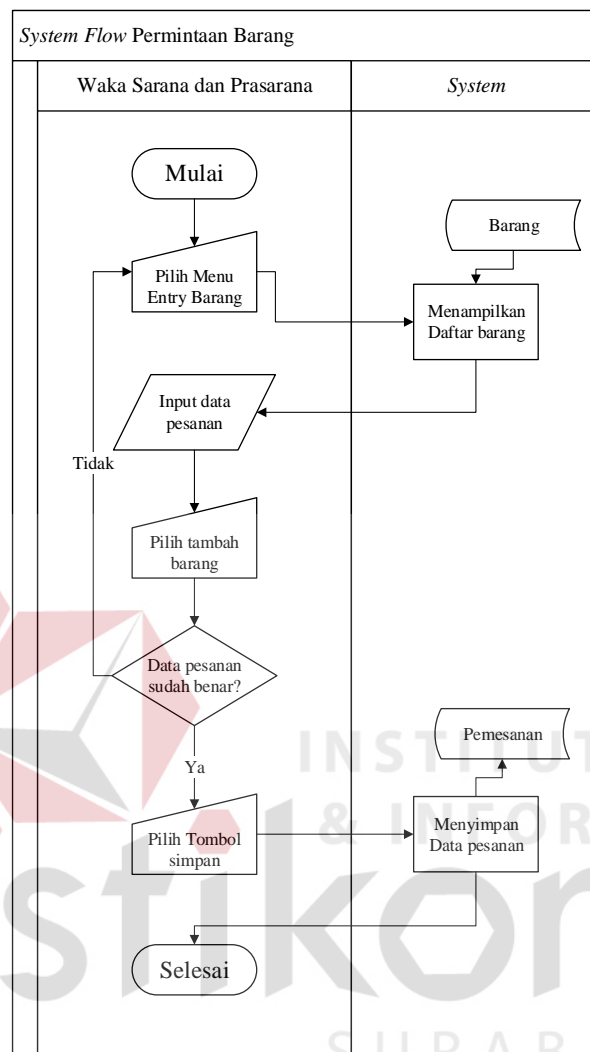 System Flow Permintaan Barang
Waka Sarana dan Prasarana
System
Mulai
Barang
Pilih Menu
Entry Barang
Menampilkan
Daftar barang
Input data
pesanan
Tidak
Pilih tambah
barang
Data pesanan
sudah benar?
Pemesanan
INSTITUT
Ya
Pilih Tombol
simpan
Menyimpan
Data pesanan
& INFOR
stikom
Selesai
SURABA